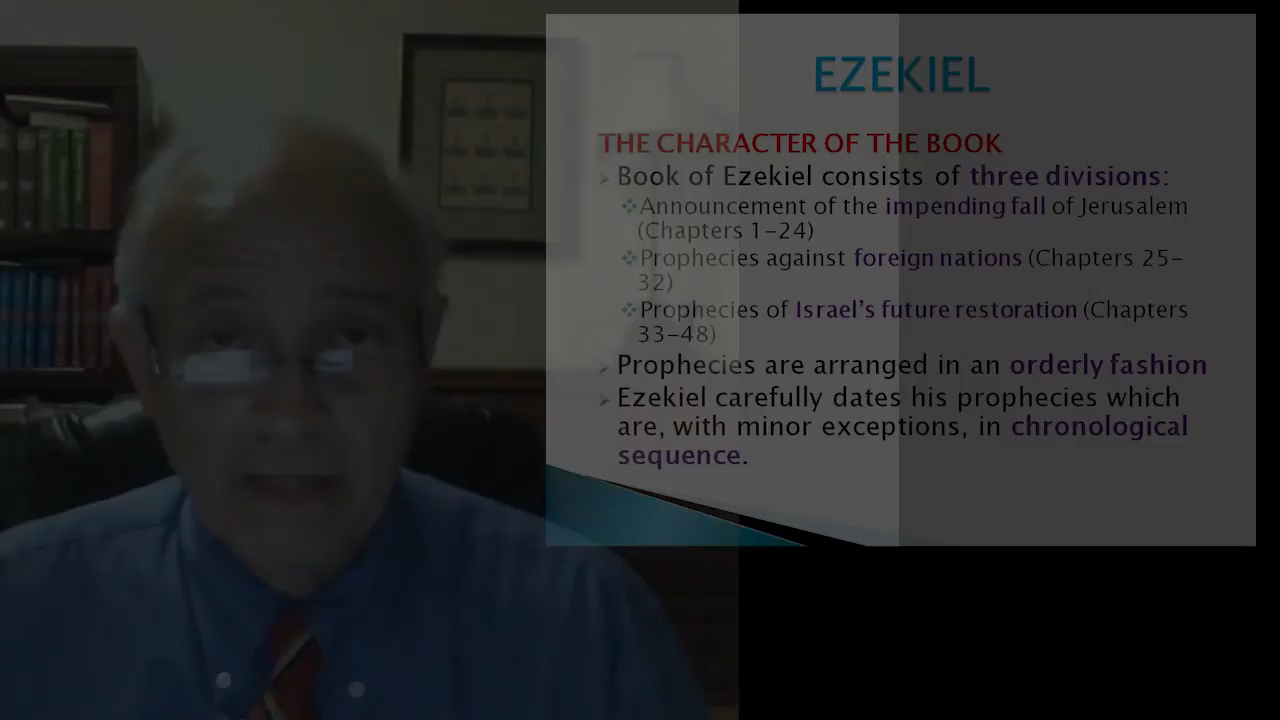 EZEKIEL
THE CHARACTER OF THE BOOK
Book of Ezekiel consists of three divisions:
Announcement of the impending fall of Jerusalem
(Chapters 1–24)
Prophecies against foreign nations (Chapters 25–
32)
Prophecies of Israel's future restoration (Chapters
33–48)
Prophecies are arranged in an orderly fashion
Ezekiel carefully dates his prophecies which
are, with minor exceptions, in chronological
sequence.